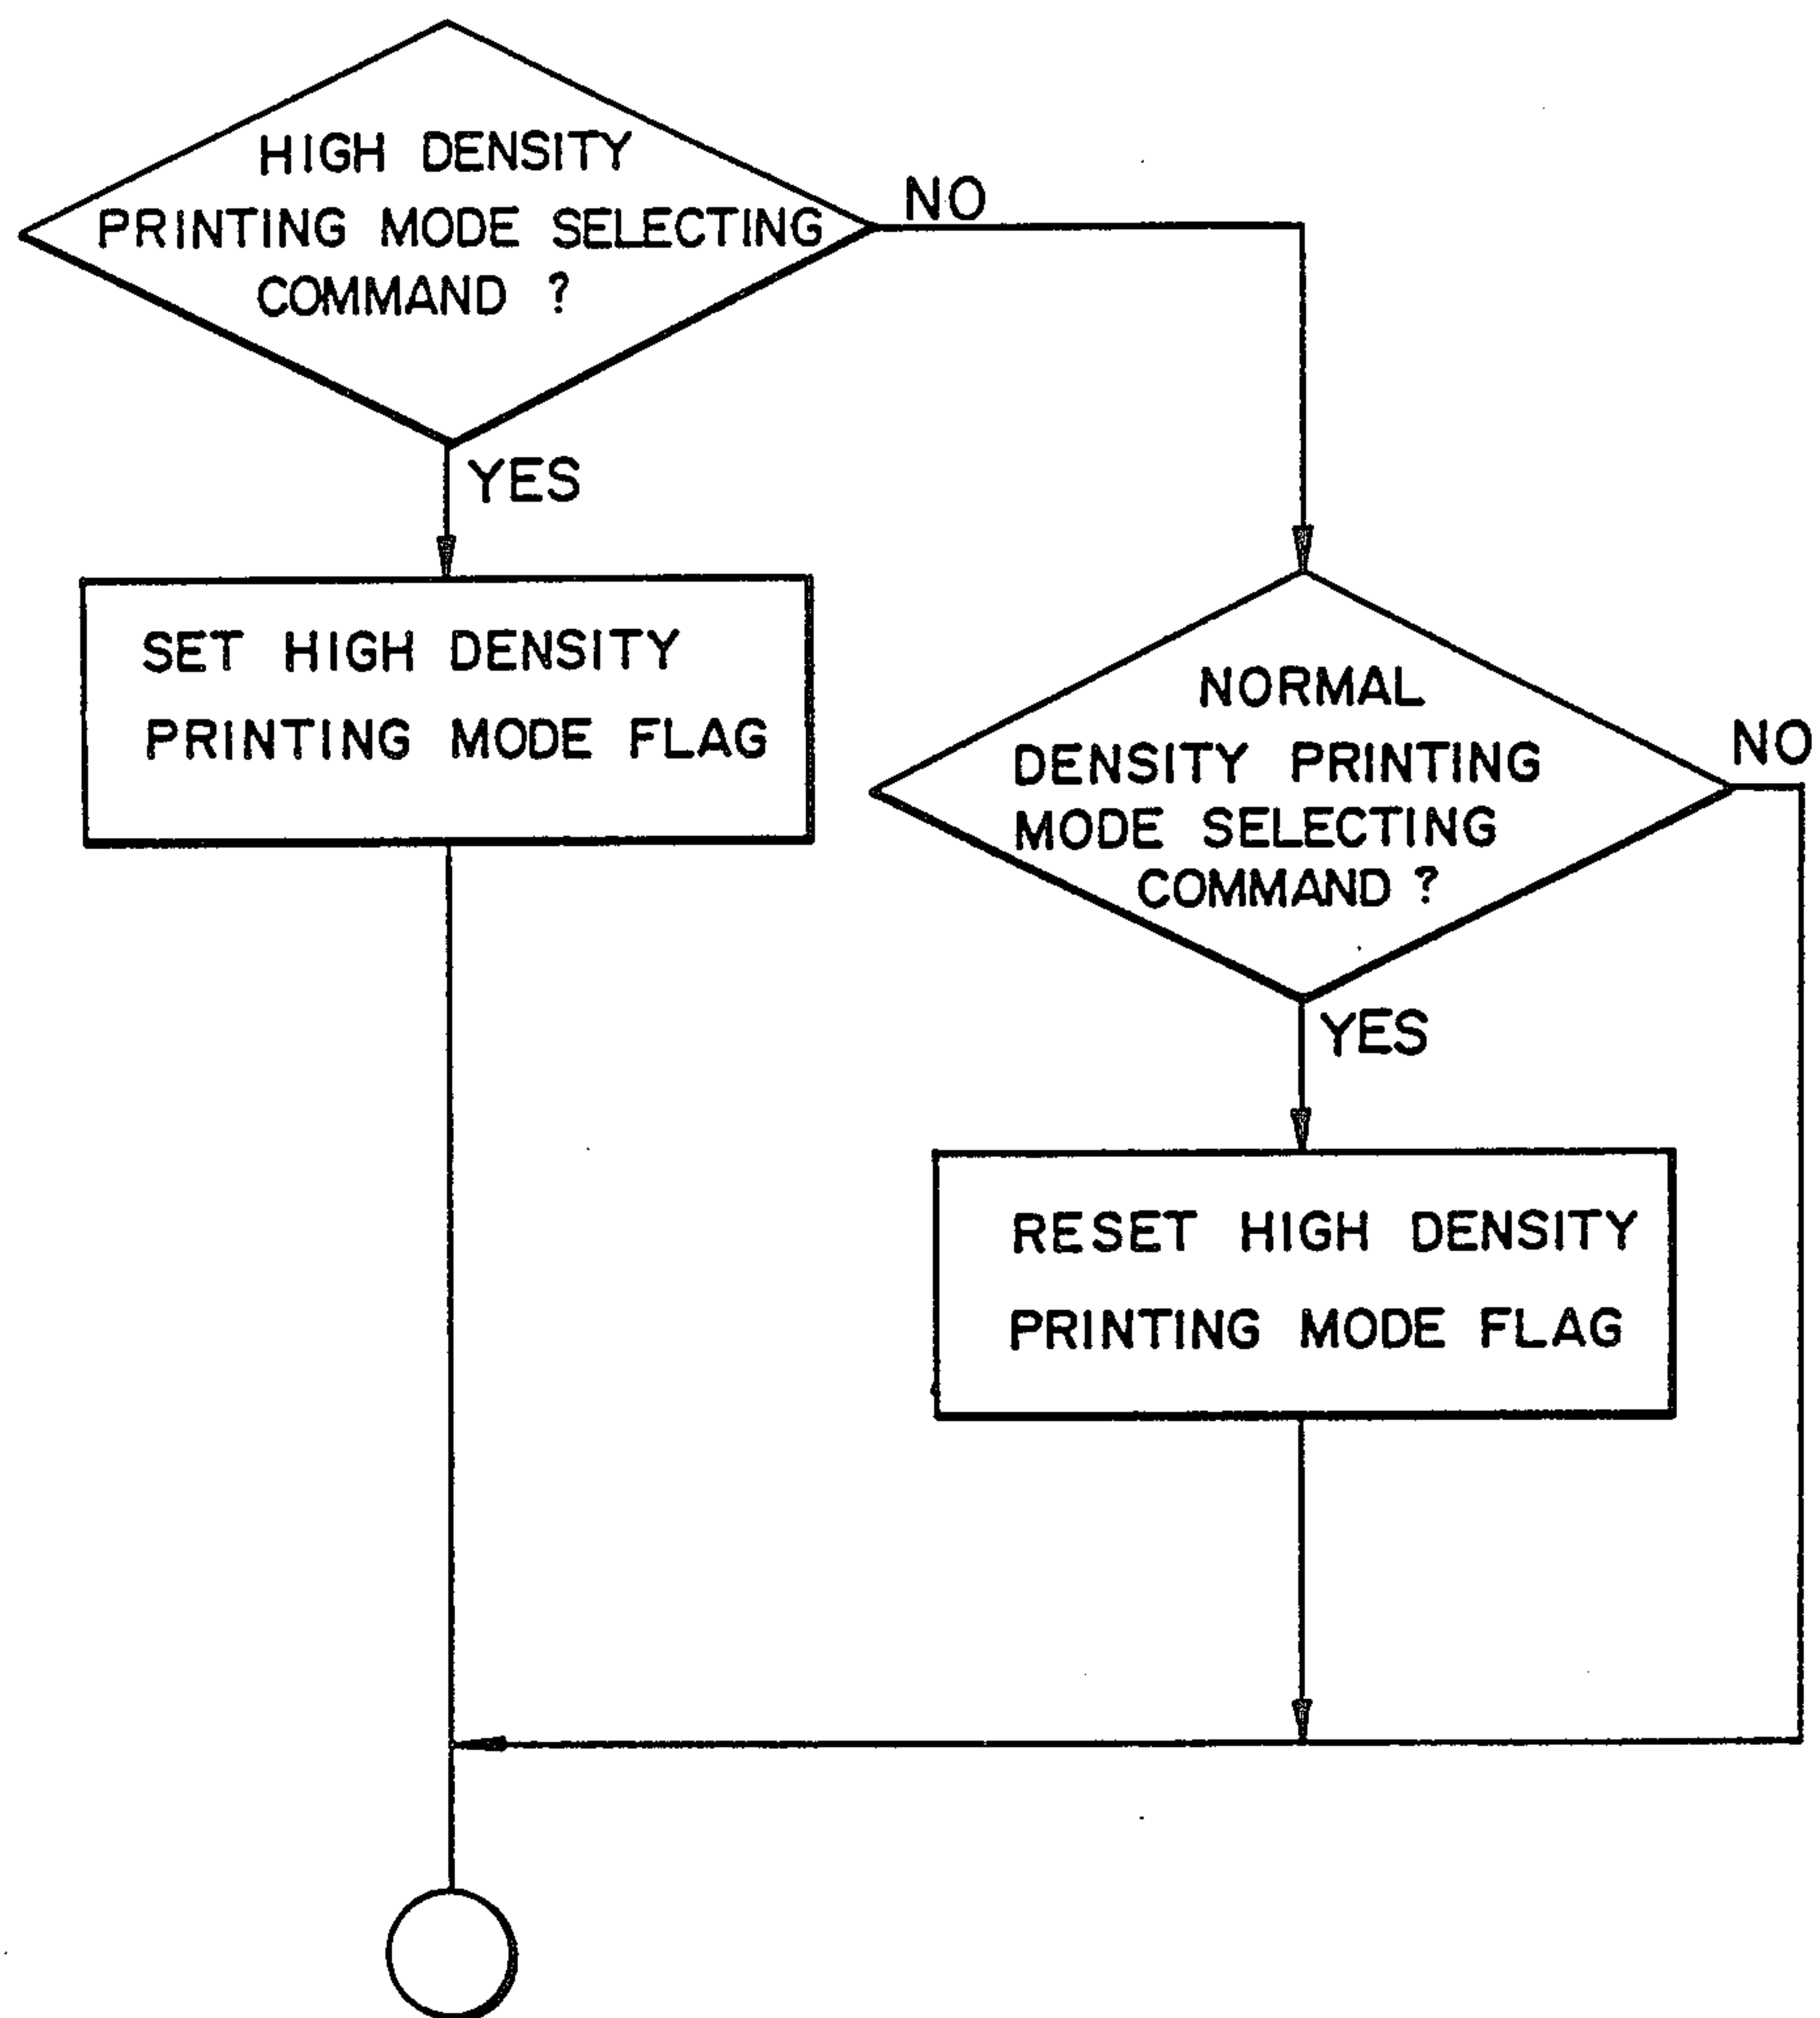 HIGH DENSITY
PRINTING MODE SELECTING
COMMAND ?
NO
YES
SET HIGH DENSITY
PRINTING MODE FLAG
NORMAL
DENSITY PRINTING
MODE SELECTING
COMMAND ?
NO
YES
RESET HIGH DENSITY
PRINTING MODE FLAG